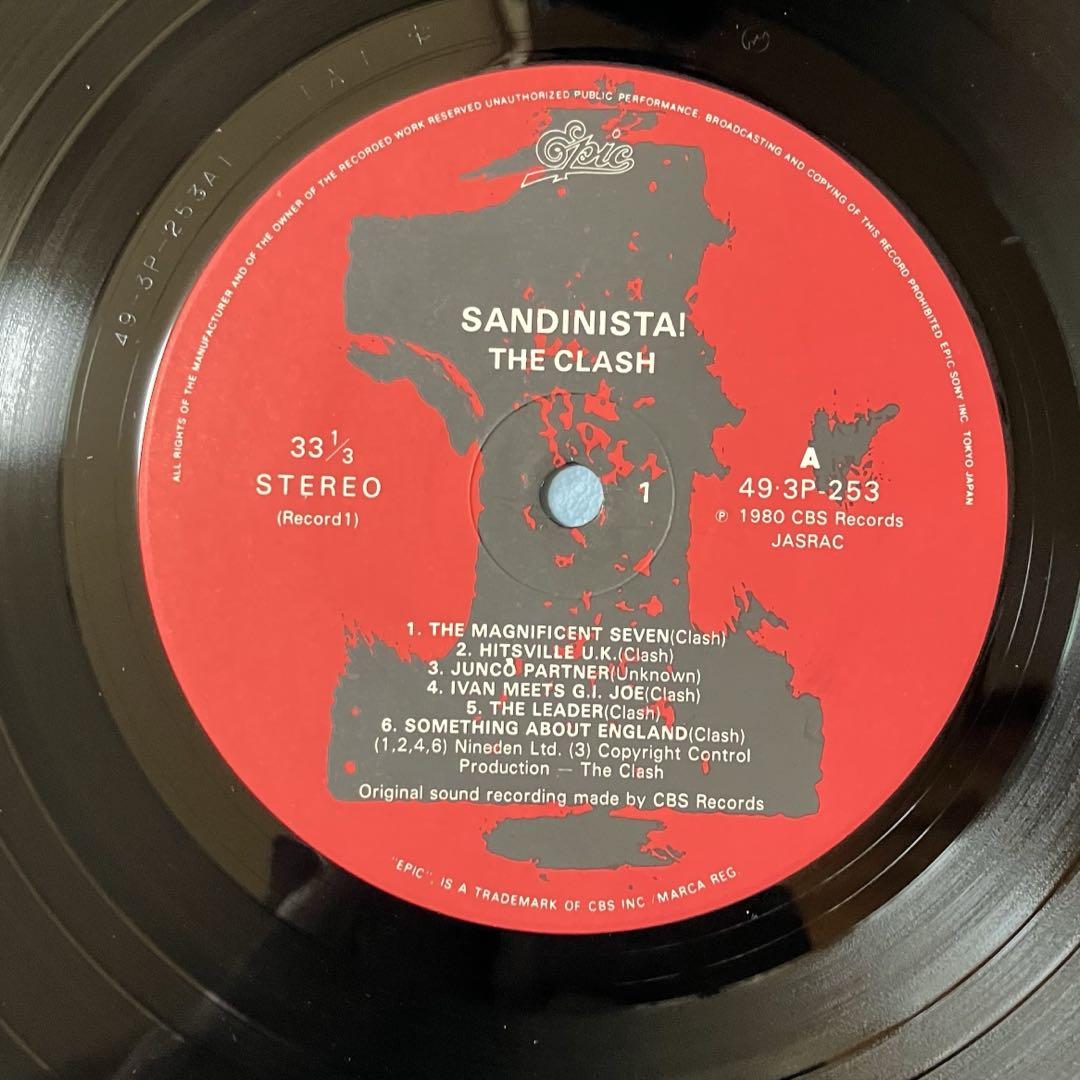 ALL RIGHTS OF THE MANUFACTURER AND OF THE OWNER OF THE RECORDED WORK RESERVED UNAUTHORIZED PUBLIC PERFORMANCE. BROADCASTING AND COPYING OF THIS RECORD PROHIBITED EPIC SONY INC. TOKYO JAPAN
Epic
SANDINISTA!
THE CLASH
33 1/3
STEREO
(Record1)
1
A
49·3P-253
Ⓟ 1980 CBS Records
JASRAC
1. THE MAGNIFICENT SEVEN(Clash)
2. HITSVILLE U.K.(Clash)
3. JUNCO PARTNER(Unknown)
4. IVAN MEETS G.I. JOE(Clash)
5. THE LEADER(Clash)
6. SOMETHING ABOUT ENGLAND(Clash)
(1,2,4,6) Nineden Ltd. (3) Copyright Control
Production — The Clash
Original sound recording made by CBS Records
"EPIC", IS A TRADEMARK OF CBS INC /MARCA REG.
49-3P-253A1